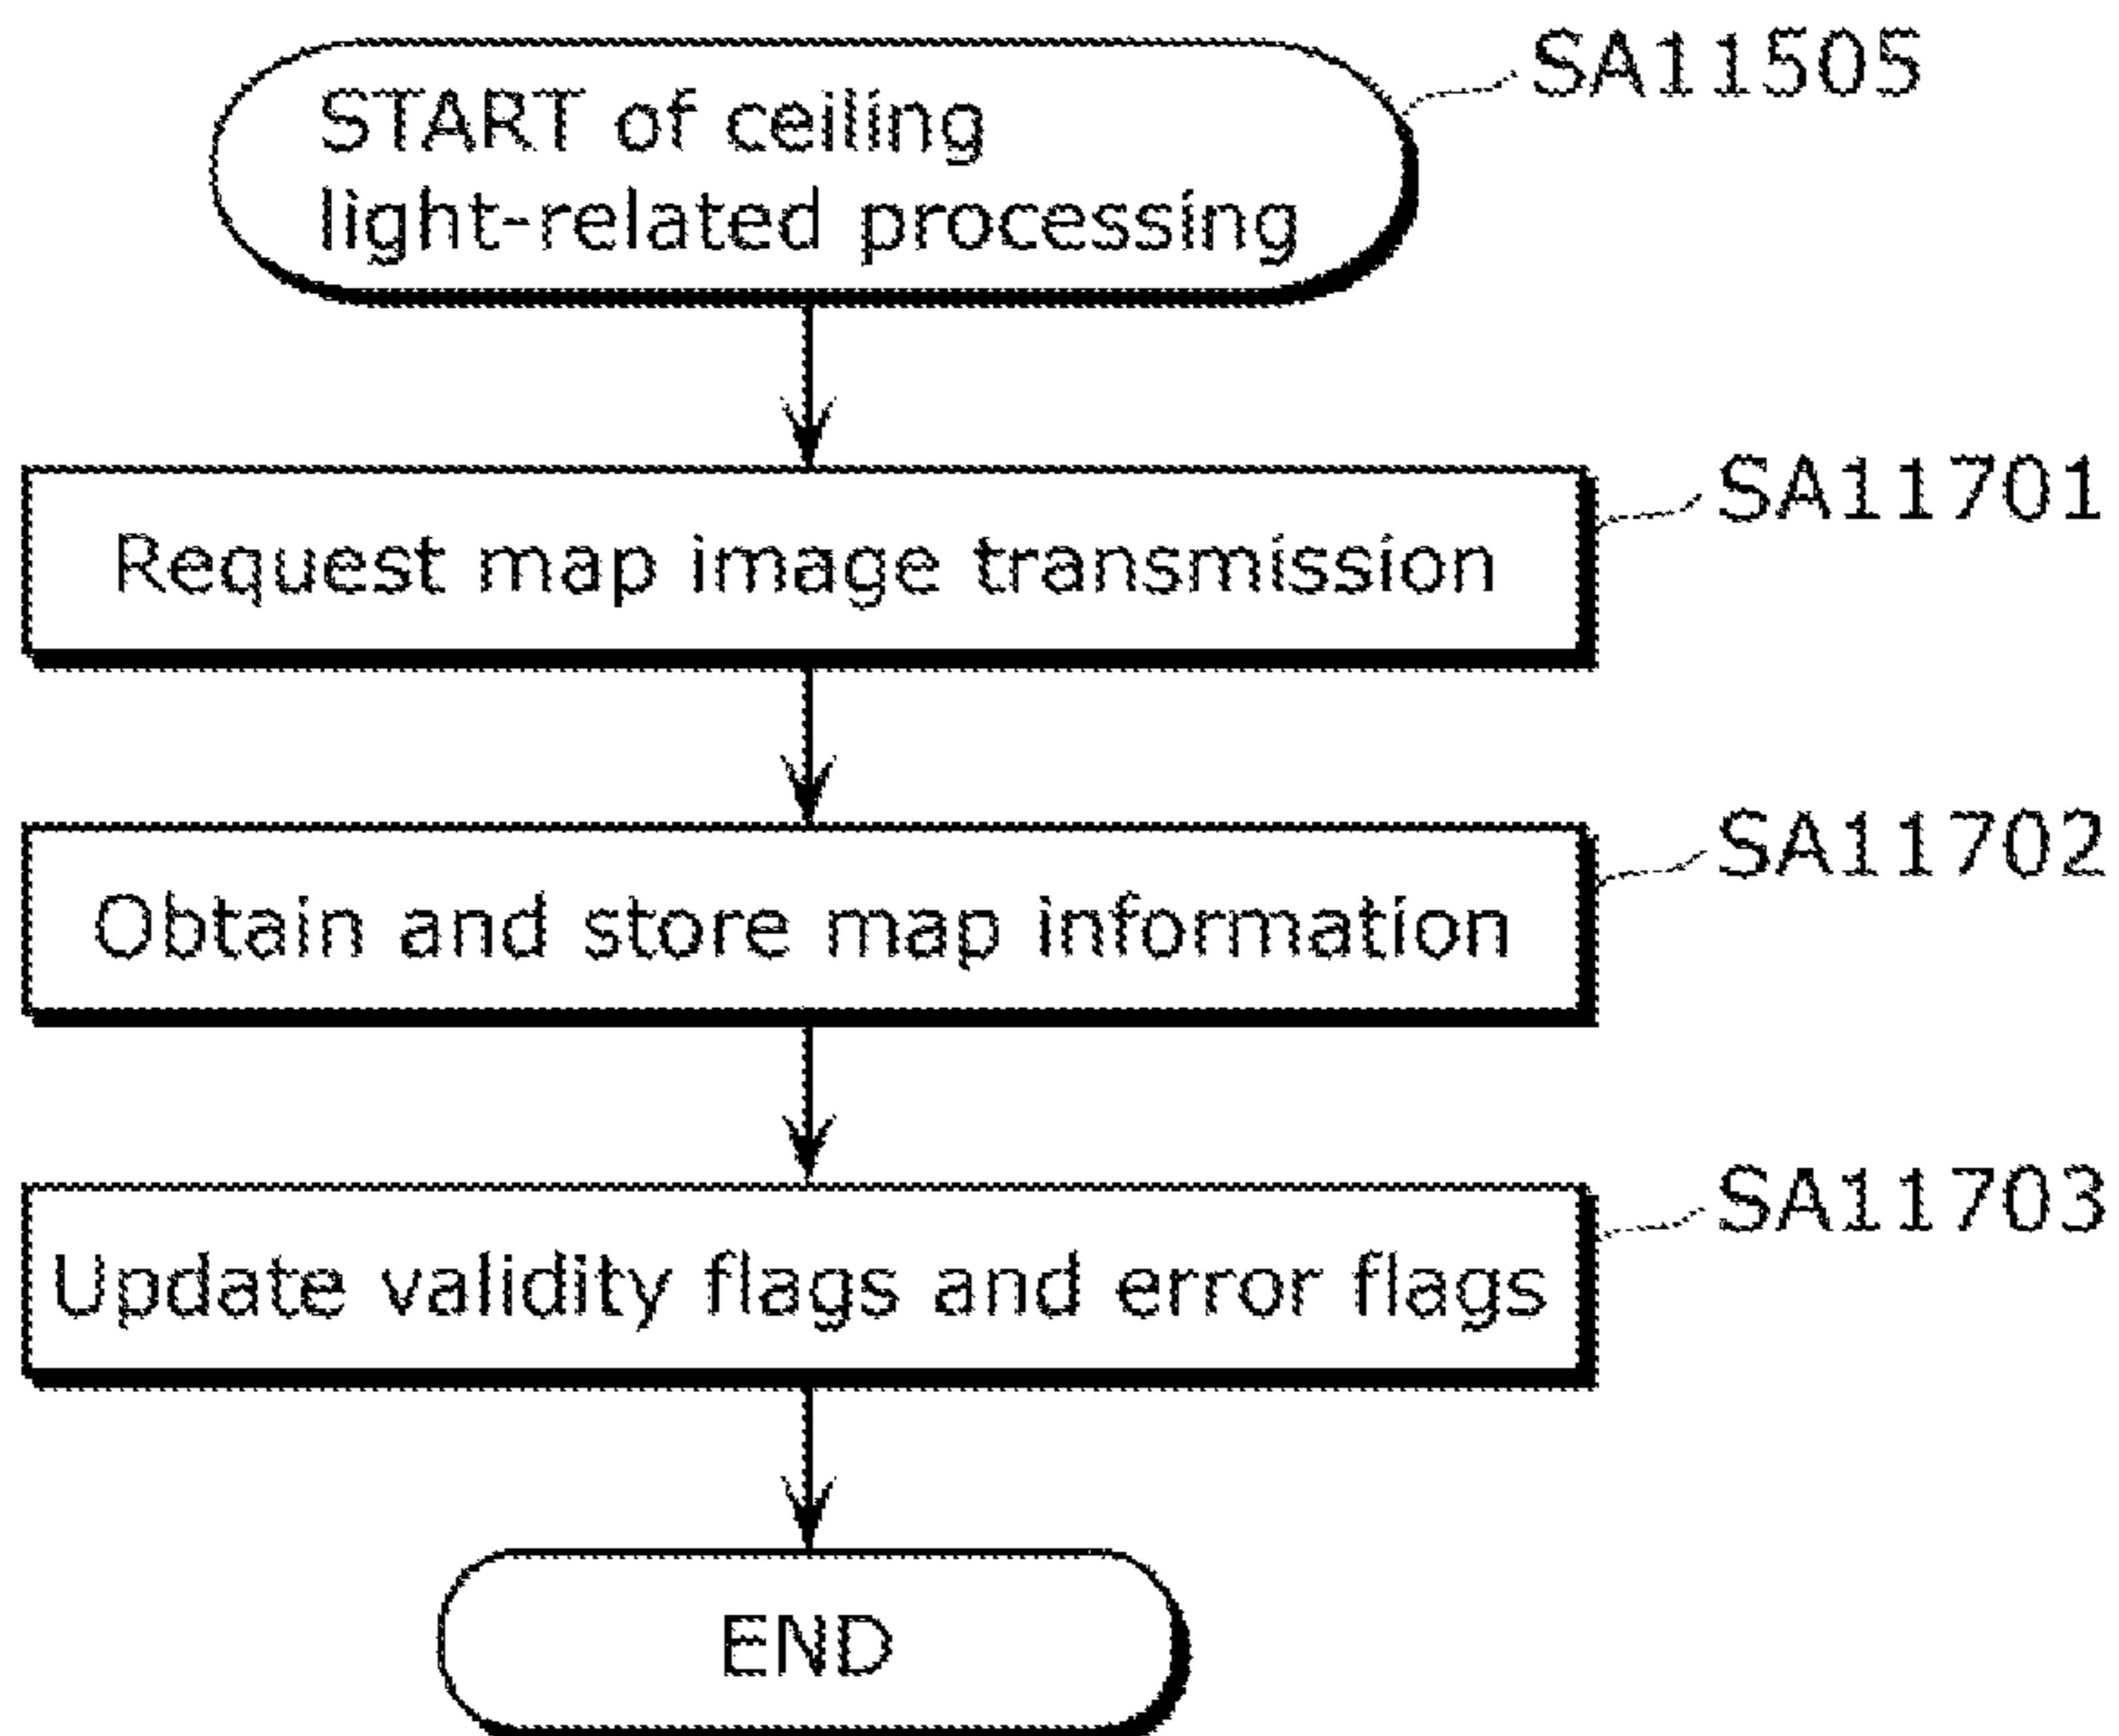 SA11505
START of ceiling
light-related processing
SA11701
Request map image transmission
SA11702
Obtain and store map information
SA11703
Update validity flags and error flags
END